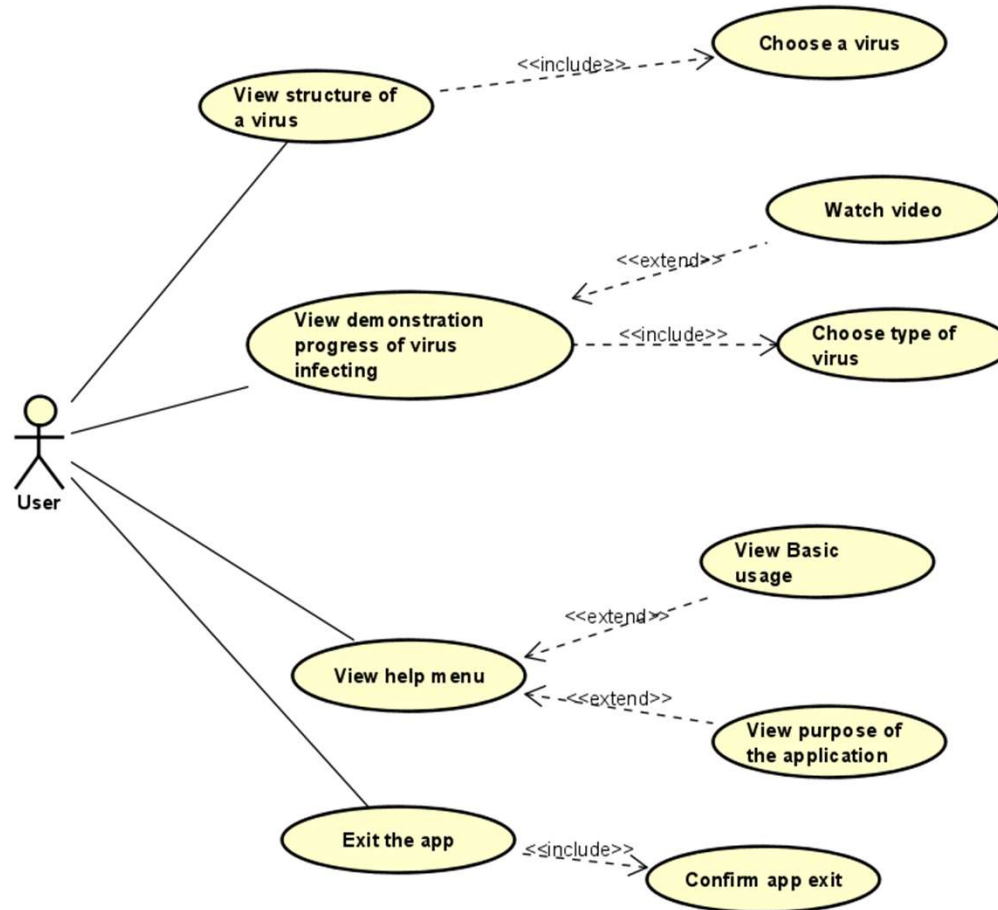 Choose a virus
<<include>>
View structure of
a virus
Watch video
<<extend>>
View demonstration
progress of virus
infecting
<<include>>
Choose type of
virus
User
View Basic
usage
<<extend>>
View help menu
<<extend>>
View purpose of
the application
Exit the app
<<include>>
Confirm app exit